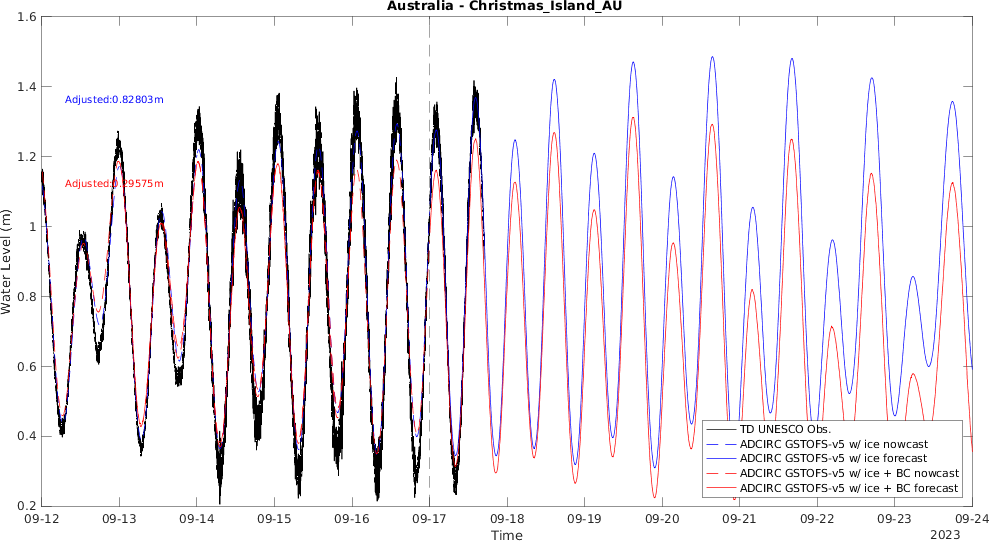 Australia - Christmas_Island_AU
1.6
1.4
1.2
1
0.8
0.6
0.4
0.2
Water Level (m)
Adjusted:0.82803m
Adjusted:0.29575m
TD UNESCO Obs.
ADCIRC GSTOFS-v5 w/ ice nowcast
ADCIRC GSTOFS-v5 w/ ice forecast
ADCIRC GSTOFS-v5 w/ ice + BC nowcast
ADCIRC GSTOFS-v5 w/ ice + BC forecast
09-12 09-13 09-14 09-15 09-16 09-17 09-18 09-19 09-20 09-21 09-22 09-23 09-24
Time
2023